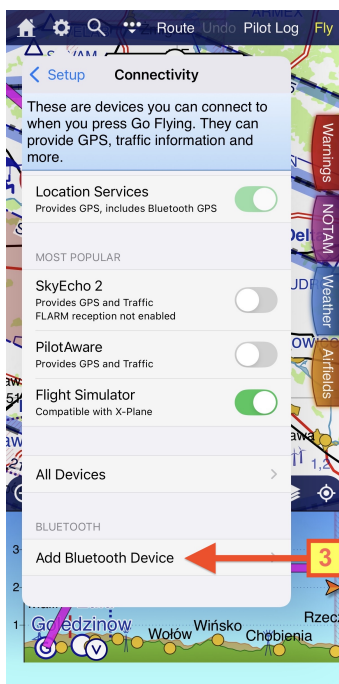 Route Undo Pilot Log Fly
Setup Connectivity
These are devices you can connect to
when you press Go Flying. They can
provide GPS, traffic information and
more.
Location Services
Provides GPS, includes Bluetooth GPS
MOST POPULAR
SkyEcho 2
Provides GPS and Traffic
FLARM reception not enabled
PilotAware
Provides GPS and Traffic
Flight Simulator
Compatible with X-Plane
All Devices
BLUETOOTH
Add Bluetooth Device
3
Warnings
NOTAM
Weather
Airfields
3
2
1
Golędzinów
Wołów
Wińsko
Chobienia